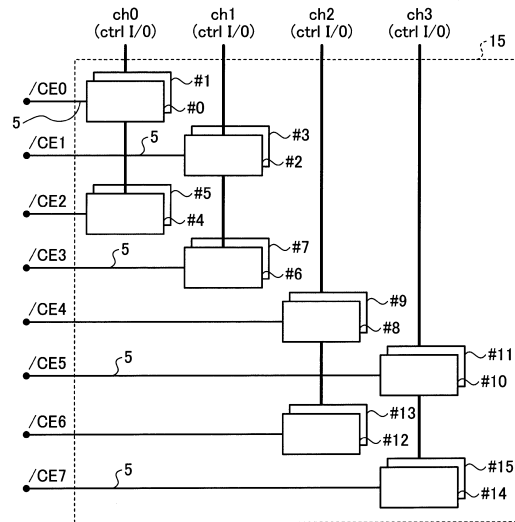 ch0 ch1 ch2 ch3
(ctrl I/O) (ctrl I/O) (ctrl I/O) (ctrl I/O)
15
/CE0
5
#1
#0
/CE1
5
#3
#2
/CE2
#5
#4
/CE3
5
#7
#6
/CE4
#9
#8
/CE5
5
#11
#10
/CE6
#13
#12
/CE7
5
#15
#14